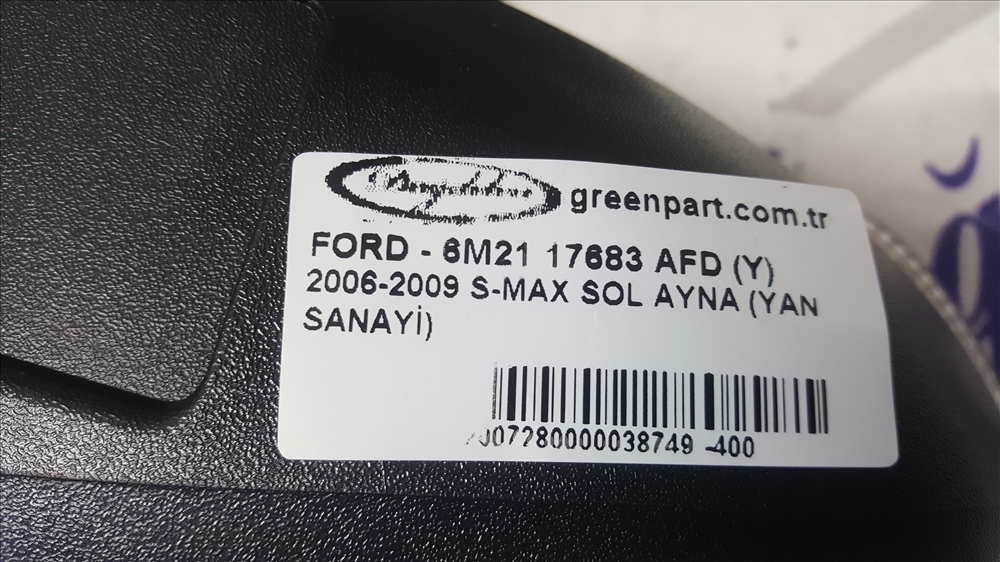 greenpart.com.tr
FORD - 6M21 17683 AFD (Y)
2006-2009 S-MAX SOL AYNA (YAN
SANAYİ)
007280000038749 -400